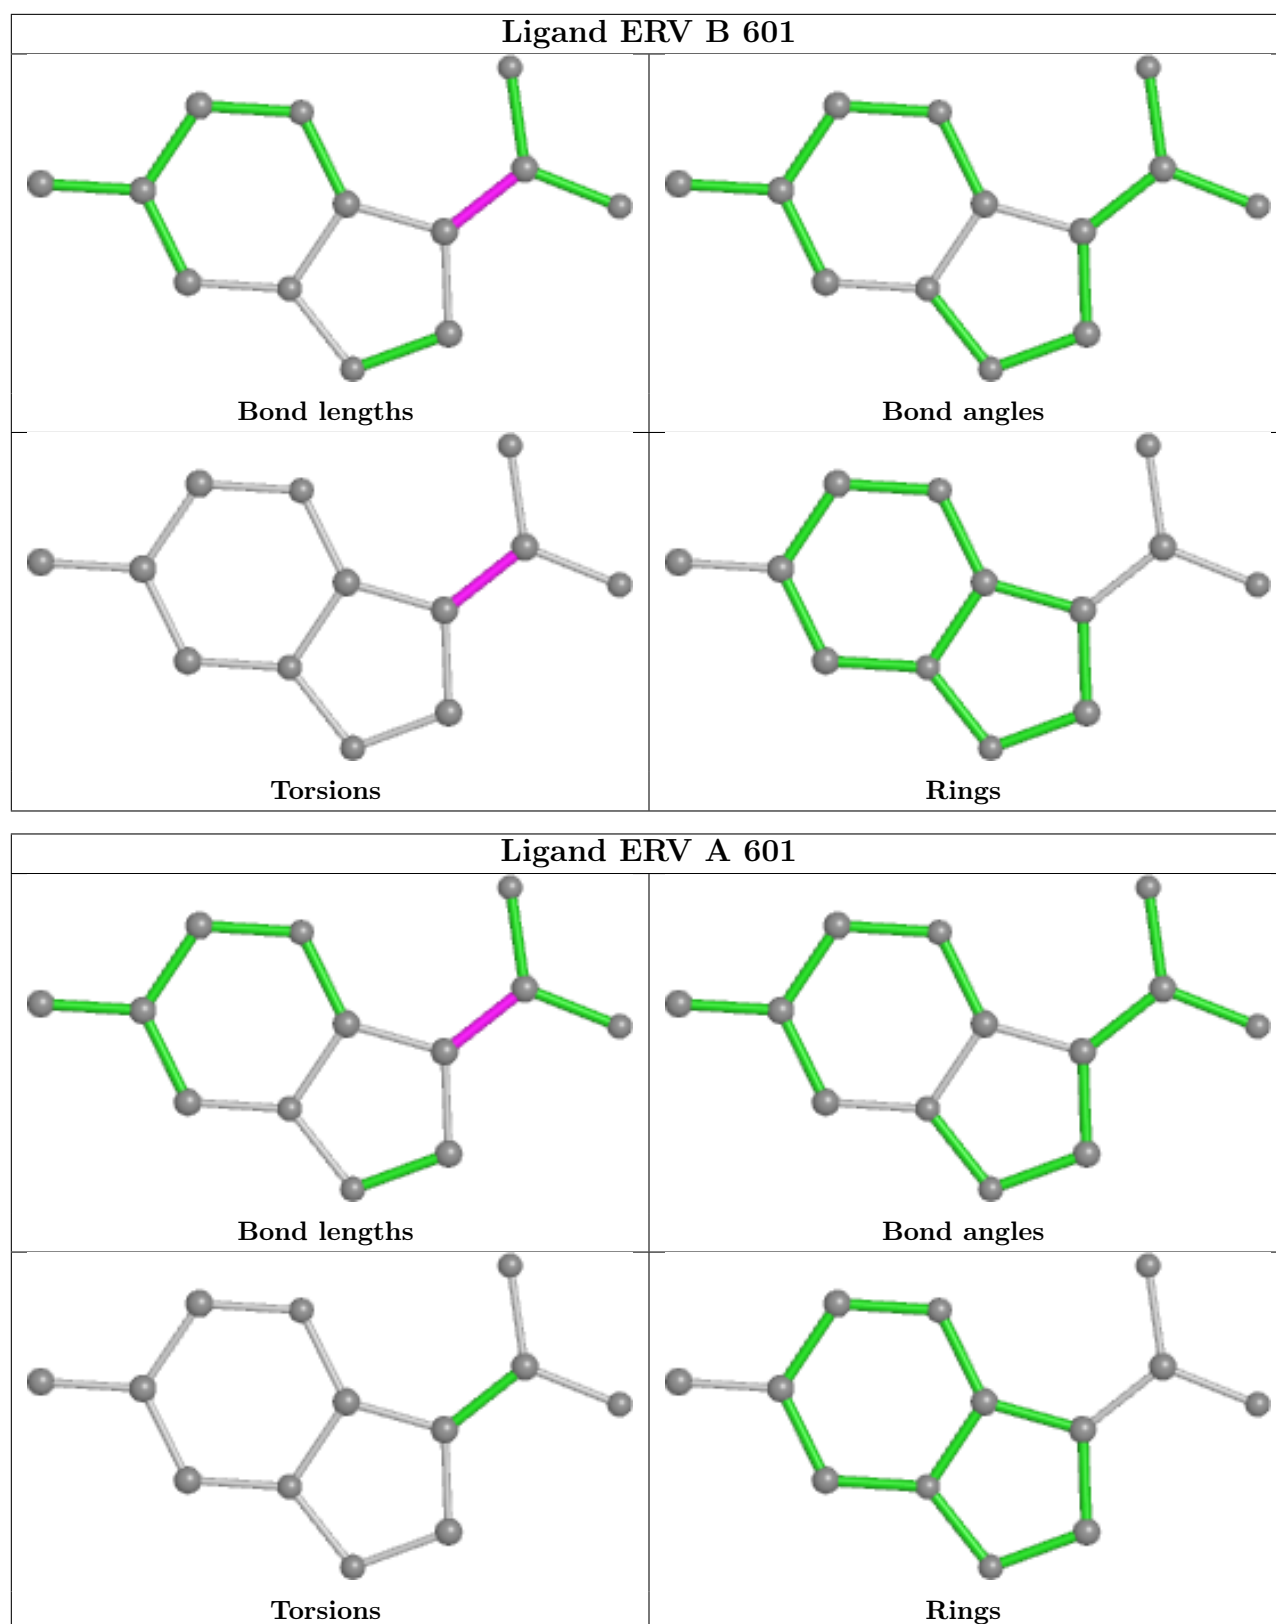 Ligand ERV B 601
Bond lengths
Bond angles
Torsions
Rings
Ligand ERV A 601
Bond lengths
Bond angles
Torsions
Rings